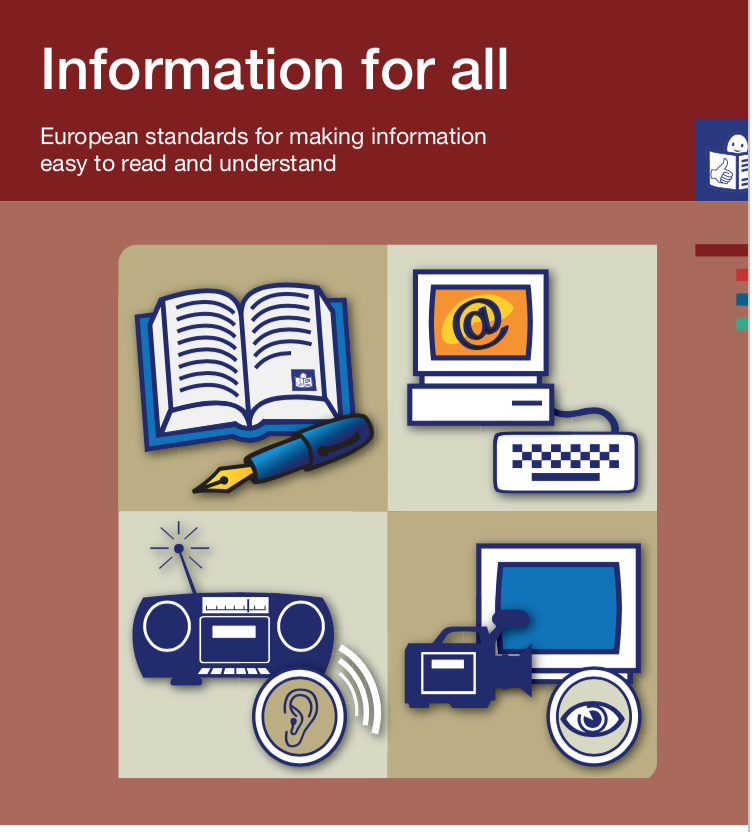 Information for all
European standards for making information
easy to read and understand
@